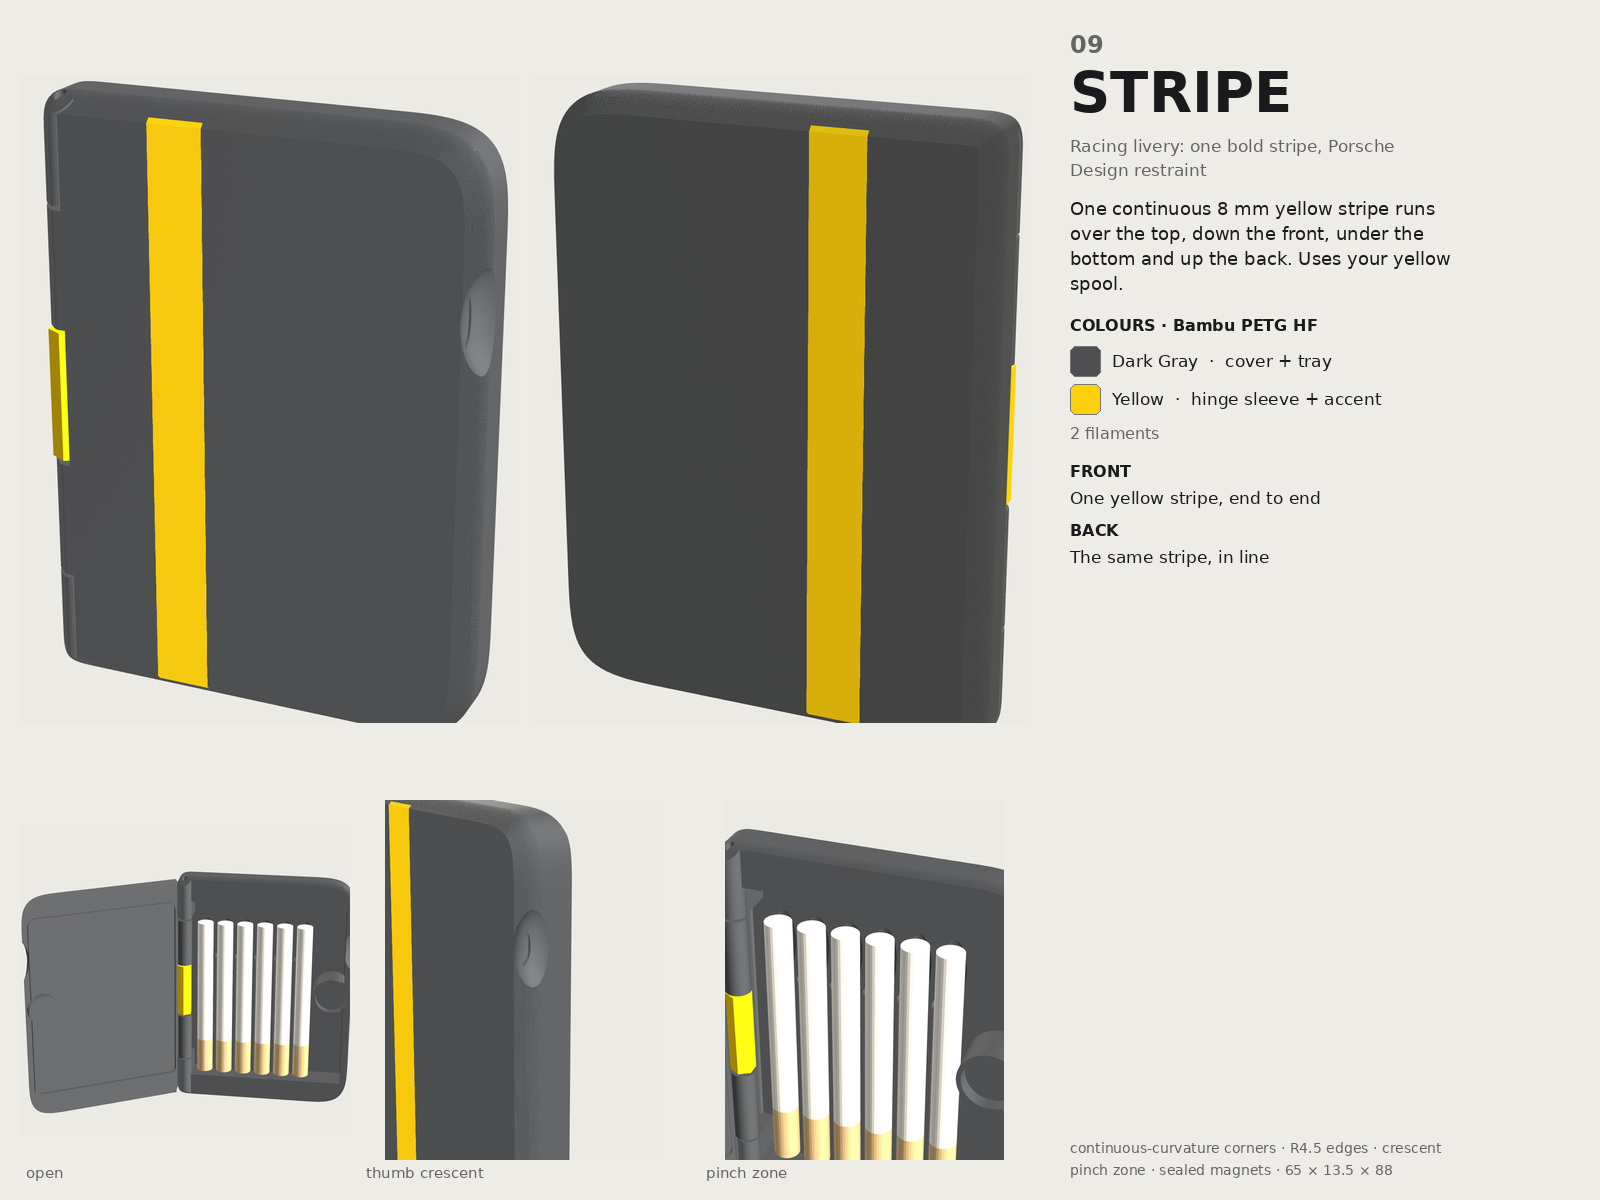 09
STRIPE
Racing livery: one bold stripe, Porsche
Design restraint
One continuous 8 mm yellow stripe runs
over the top, down the front, under the
bottom and up the back. Uses your yellow
spool.
COLOURS · Bambu PETG HF
Dark Gray · cover + tray
Yellow · hinge sleeve + accent
2 filaments
FRONT
One yellow stripe, end to end
BACK
The same stripe, in line
open
thumb crescent
pinch zone
continuous-curvature corners · R4.5 edges · crescent
pinch zone · sealed magnets · 65 × 13.5 × 88